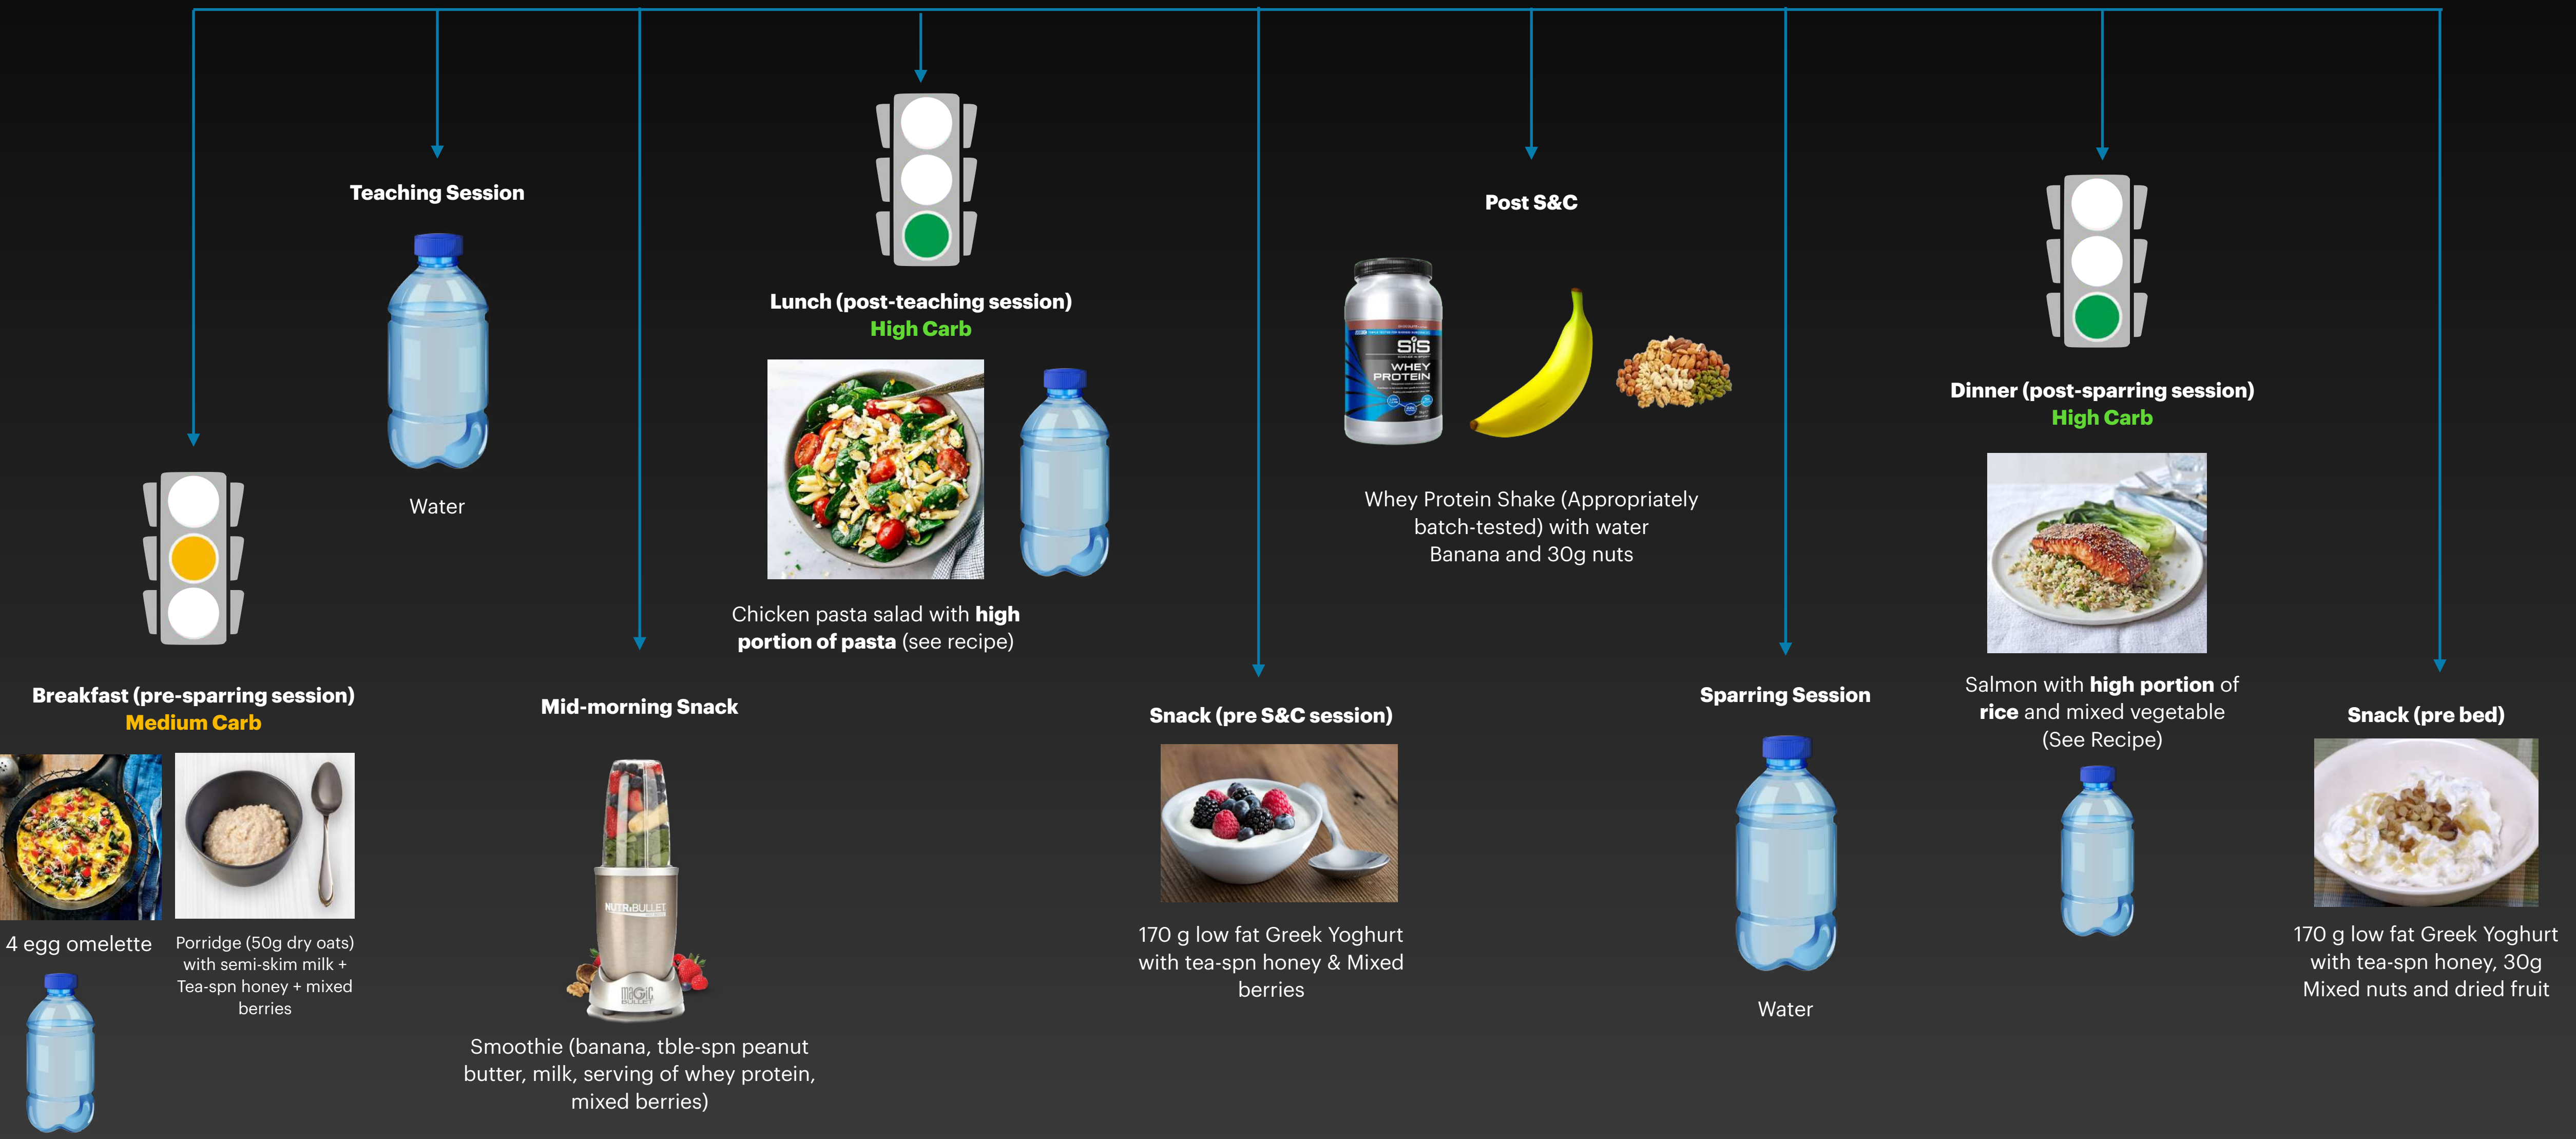 Teaching Session
Water
Breakfast (pre-sparring session)
Medium Carb
4 egg omelette
Porridge (50g dry oats)
with semi-skim milk +
Tea-spn honey + mixed
berries
Mid-morning Snack
NUTRiBULLET
magic
BULLET
Smoothie (banana, tble-spn peanut
butter, milk, serving of whey protein,
mixed berries)
Lunch (post-teaching session)
High Carb
Chicken pasta salad with high
portion of pasta (see recipe)
Snack (pre S&C session)
170 g low fat Greek Yoghurt
with tea-spn honey & Mixed
berries
Post S&C
SiS
WHEY
PROTEIN
Whey Protein Shake (Appropriately
batch-tested) with water
Banana and 30g nuts
Sparring Session
Water
Dinner (post-sparring session)
High Carb
Salmon with high portion of
rice and mixed vegetable
(See Recipe)
Snack (pre bed)
170 g low fat Greek Yoghurt
with tea-spn honey, 30g
Mixed nuts and dried fruit